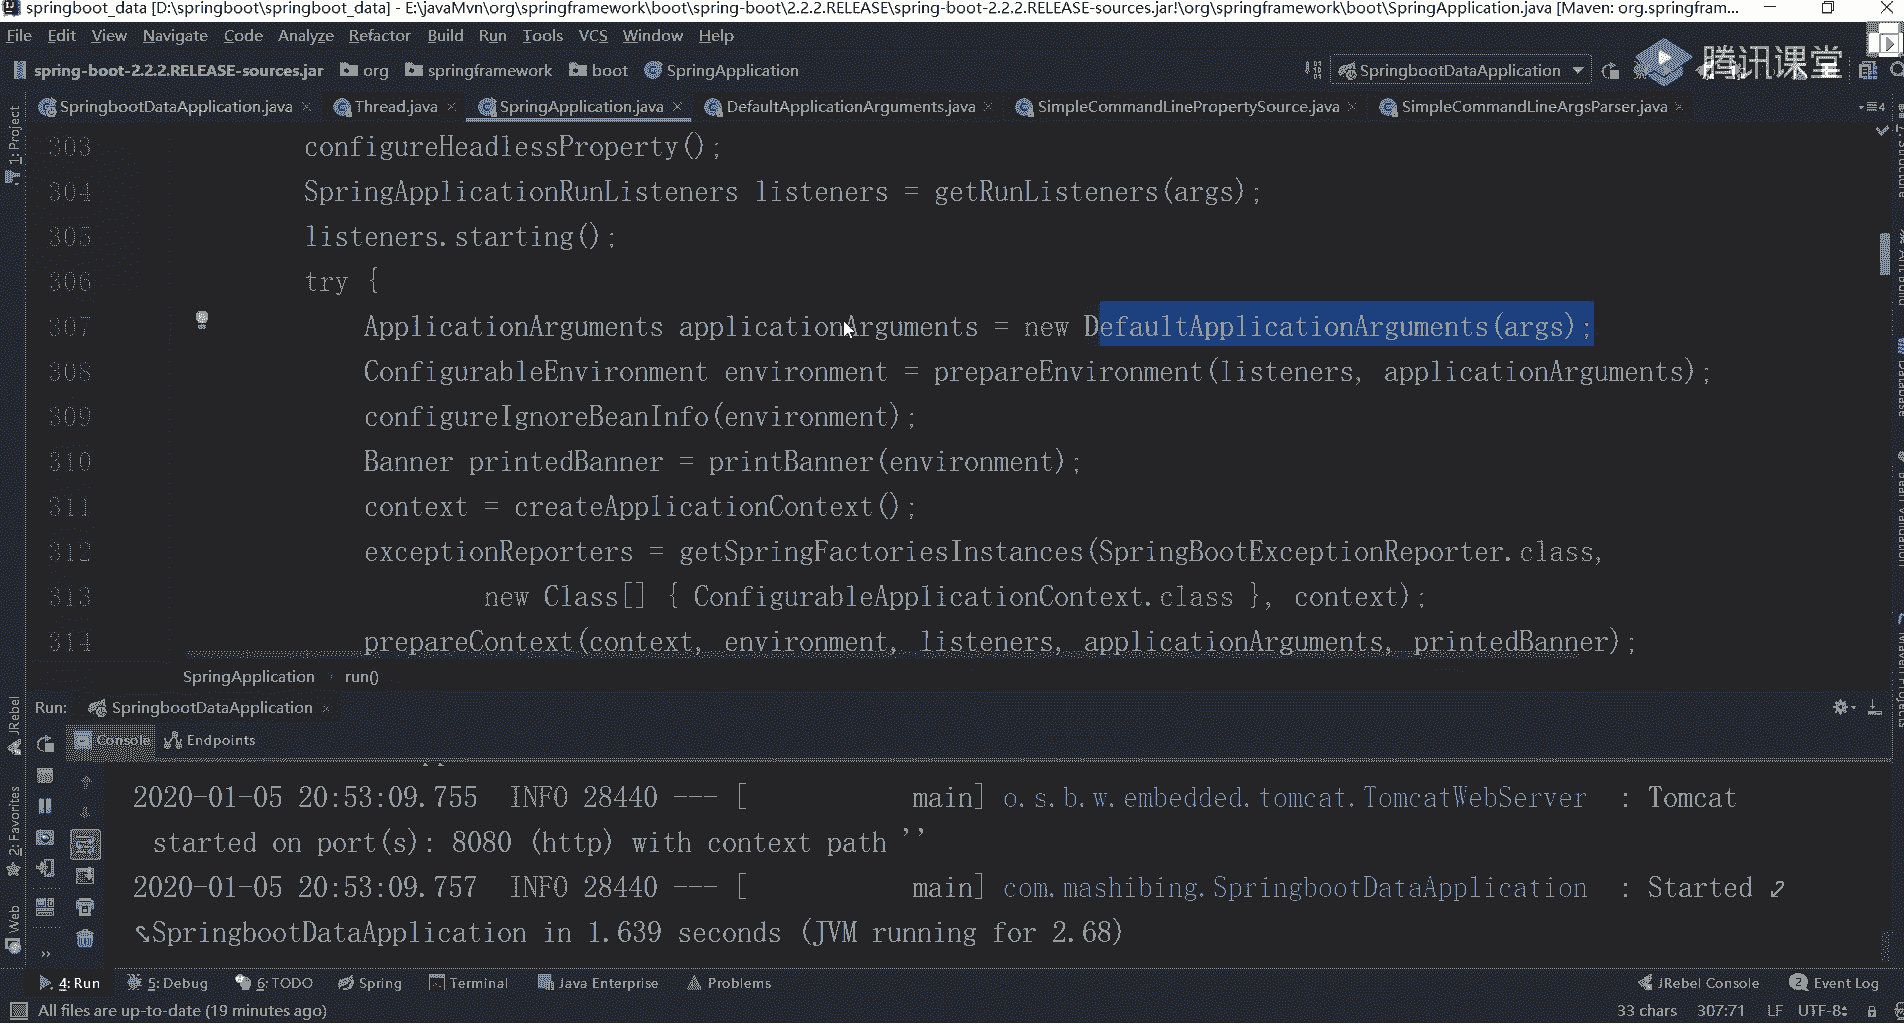 springboot_data [D:\springboot\springboot_data] - E:\javaMvn\org\springframework\boot\spring-boot\2.2.2.RELEASE\spring-boot-2.2.2.RELEASE-sources.jar!\org\springframework\boot\SpringApplication.java [Maven: org.springfram...
File Edit View Navigate Code Analyze Refactor Build Run Tools VCS Window Help
spring-boot-2.2.2.RELEASE-sources.jar org springframework boot SpringApplication SpringbootDataApplication 腾讯课堂
SpringbootDataApplication.java Thread.java SpringApplication.java DefaultApplicationArguments.java SimpleCommandLinePropertySource.java SimpleCommandLineArgsParser.java 4
1: Project
303 configureHeadlessProperty();
304 SpringApplicationRunListeners listeners = getRunListeners(args);
305 listeners.starting();
306 try {
307 ApplicationArguments applicationArguments = new DefaultApplicationArguments(args);
308 ConfigurableEnvironment environment = prepareEnvironment(listeners, applicationArguments);
309 configureIgnoreBeanInfo(environment);
310 Banner printedBanner = printBanner(environment);
311 context = createApplicationContext();
312 exceptionReporters = getSpringFactoriesInstances(SpringBootExceptionReporter.class,
313 new Class[] { ConfigurableApplicationContext.class }, context);
314 prepareContext(context, environment, listeners, applicationArguments, printedBanner);
SpringApplication run()
Run: SpringbootDataApplication
JRebel
Console Endpoints
2: Favorites
Web
2020-01-05 20:53:09.755 INFO 28440 --- [ main] o.s.b.w.embedded.tomcat.TomcatWebServer : Tomcat
started on port(s): 8080 (http) with context path ''
2020-01-05 20:53:09.757 INFO 28440 --- [ main] com.mashibing.SpringbootDataApplication : Started
SpringbootDataApplication in 1.639 seconds (JVM running for 2.68)
4: Run 5: Debug 6: TODO Spring Terminal Java Enterprise Problems JRebel Console 2 Event Log
All files are up-to-date (19 minutes ago) 33 chars 307:71 LF UTF-8